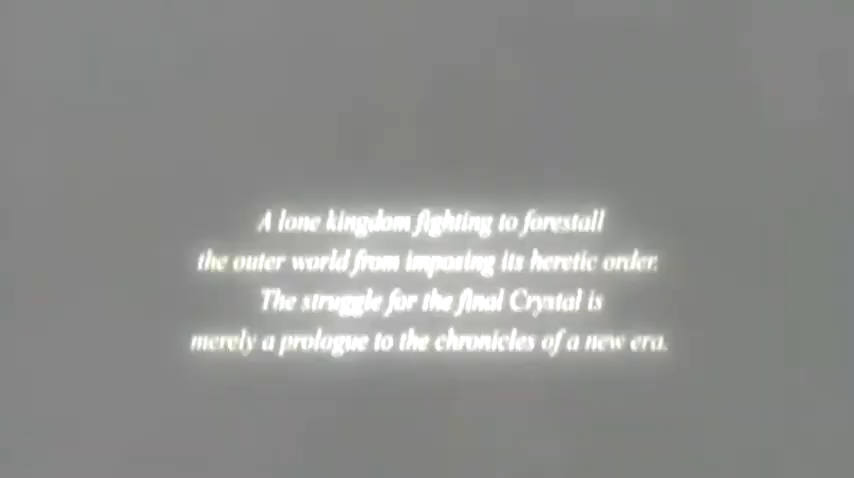 A lone kingdom fighting to forestall
the outer world from imposing its heretic order.
The struggle for the final Crystal is
merely a prologue to the chronicles of a new era.